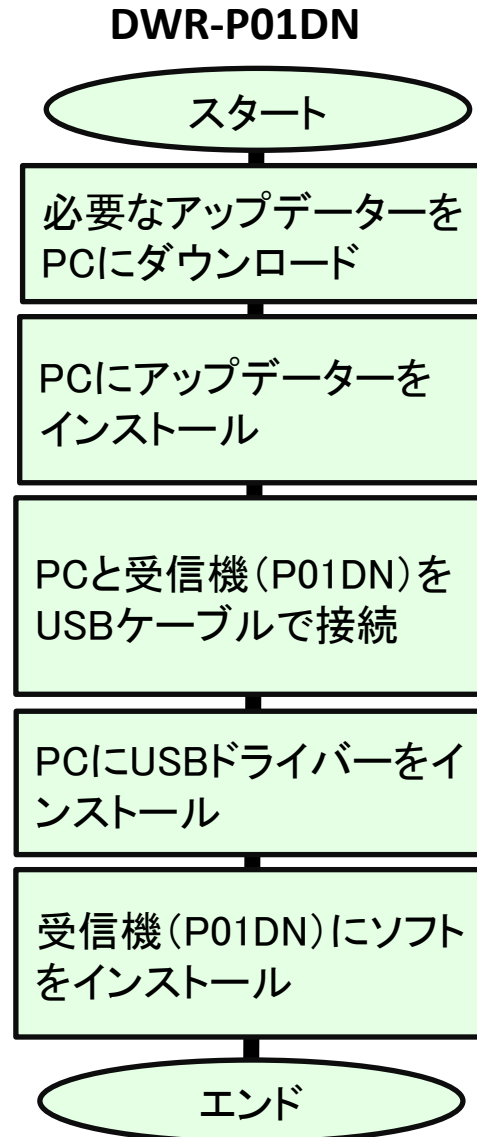 DWR-P01DN
スタート
必要なアップデーターを
PCにダウンロード
PCにアップデーターを
インストール
PCと受信機（P01DN）を
USBケーブルで接続
PCにUSBドライバーをイ
ンストール
受信機（P01DN）にソフト
をインストール
エンド